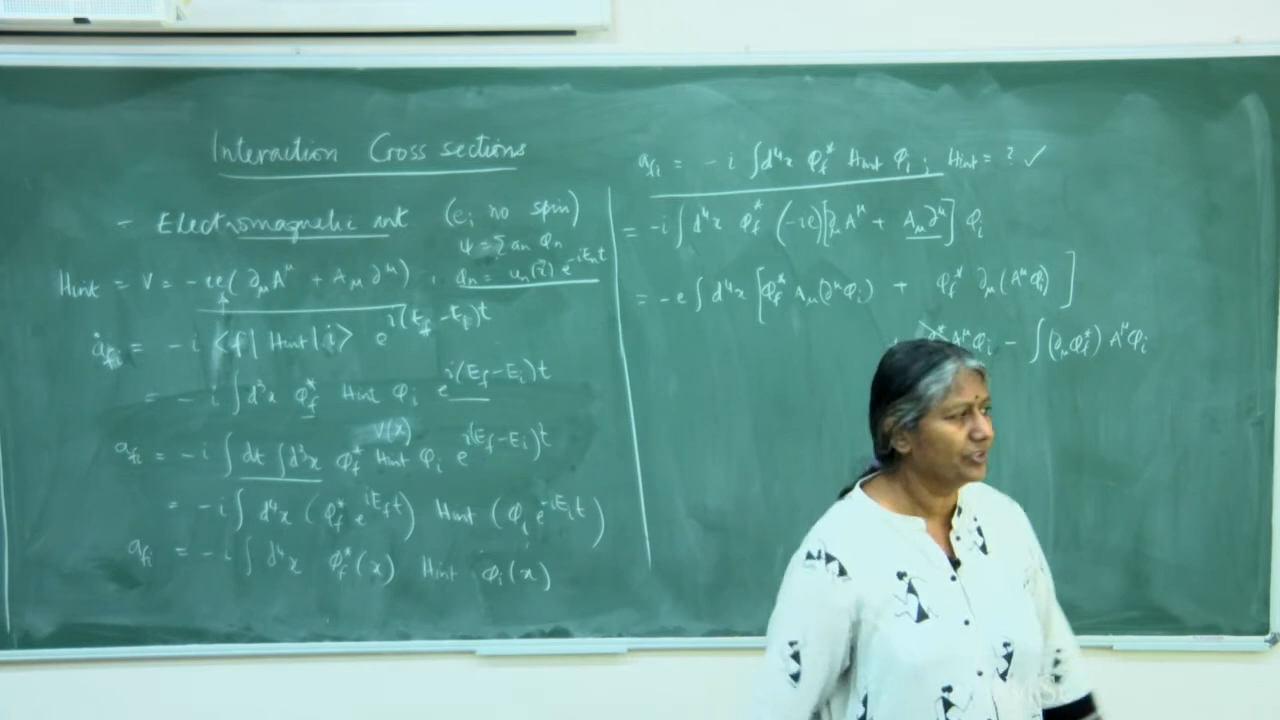 Interaction Cross sections
- Electromagnetic int (e; no spin)
ψ = Σ an φn
Hint = V = -ie(∂μA^μ + Aμ∂^μ), φn = un(x⃗) e^{-iEnt}
ȧfi = -i <f| Hint |i> e^{i(Ef-Ei)t}
= -i ∫d³x φf* Hint φi e^{i(Ef-Ei)t}
V(x)
afi = -i ∫dt ∫d³x φf* Hint φi e^{i(Ef-Ei)t}
= -i ∫ d⁴x (φf* e^{iEft}) Hint (φi e^{-iEit})
afi = -i ∫ d⁴x φf*(x) Hint φi(x)
afi = -i ∫d⁴x φf* Hint φi ; Hint = ? ✓
= -i ∫d⁴x φf* (-ie)[∂μA^μ + Aμ∂^μ] φi
= -e ∫ d⁴x [φf* Aμ(∂^μφi) + φf* ∂μ(A^μφi)]
A^μφi - ∫(∂μφf*) A^μφi